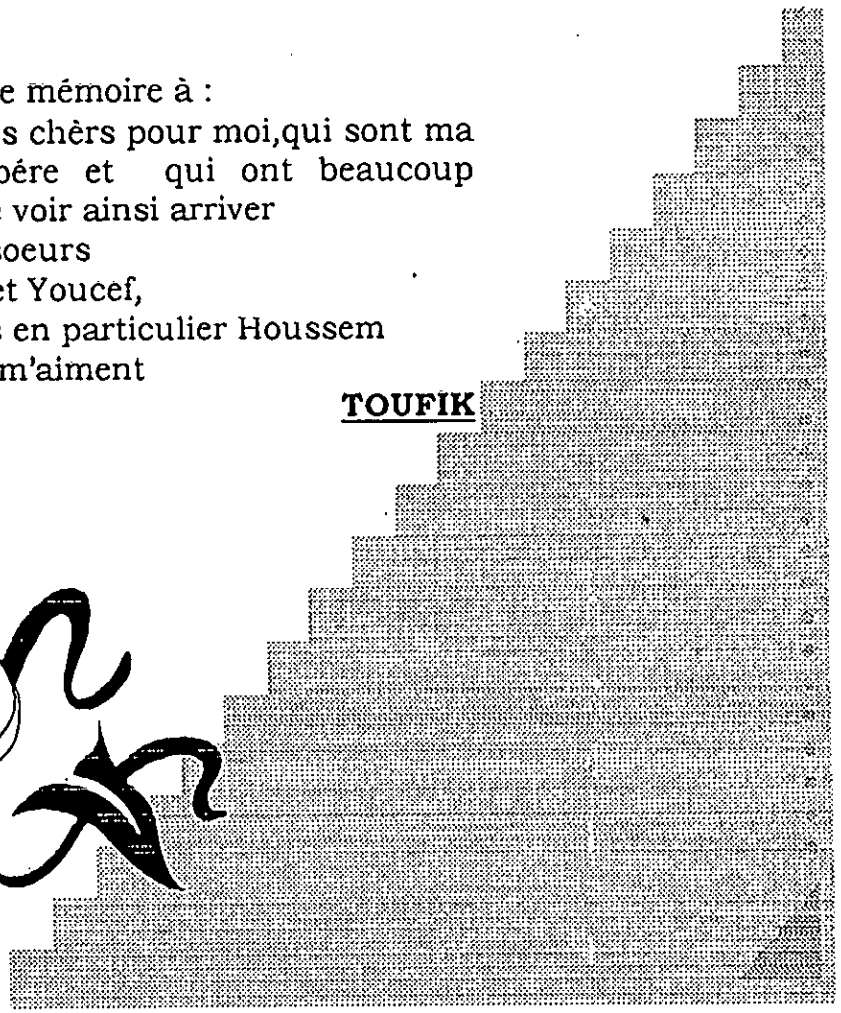 e mémoire à :
s chèrs pour moi,qui sont ma
pére et qui ont beaucoup
voir ainsi arriver
soeurs
et Youcef,
s en particulier Houssem
m'aiment
TOUFIK